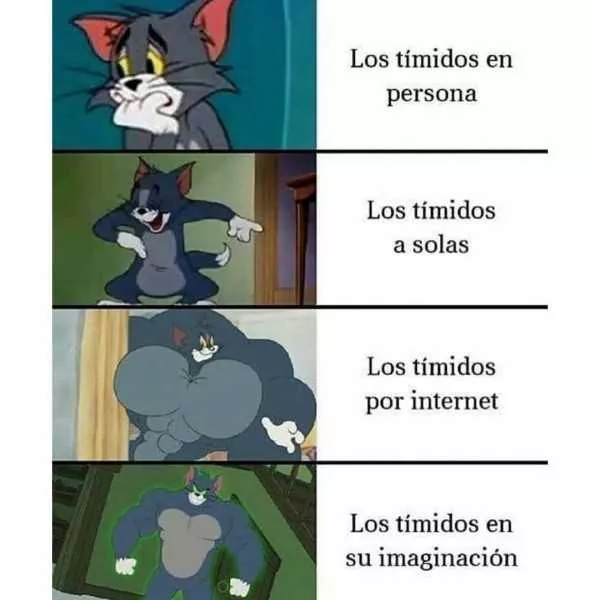 Los tímidos en
persona
Los tímidos
a solas
Los tímidos
por internet
Los tímidos en
su imaginación